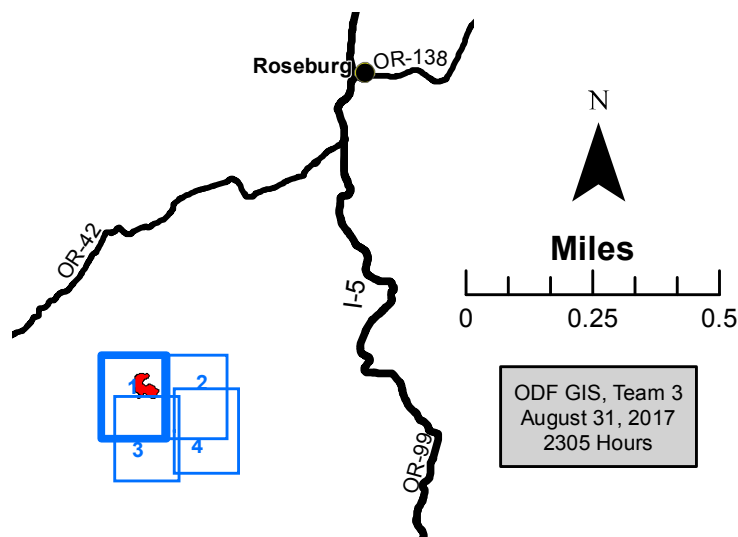 Roseburg
OR-138
N
OR-42
Miles
I-5
0 0.25 0.5
1 2
3 4
ODF GIS, Team 3
August 31, 2017
2305 Hours
OR-99